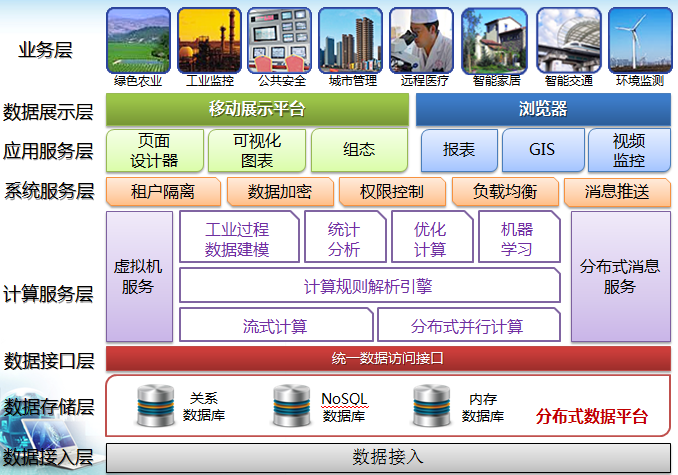 业务层
绿色农业 工业监控 公共安全 城市管理 远程医疗 智能家居 智能交通 环境监测
数据展示层
移动展示平台 浏览器
应用服务层
页面
设计器
可视化
图表
组态
报表
GIS
视频
监控
系统服务层
租户隔离 数据加密 权限控制 负载均衡 消息推送
计算服务层
虚拟机
服务
工业过程
数据建模
统计
分析
优化
计算
机器
学习
计算规则解析引擎
流式计算 分布式并行计算
分布式消息
服务
数据接口层
统一数据访问接口
数据存储层
关系
数据库
NoSQL
数据库
内存
数据库
分布式数据平台
数据接入层
数据接入